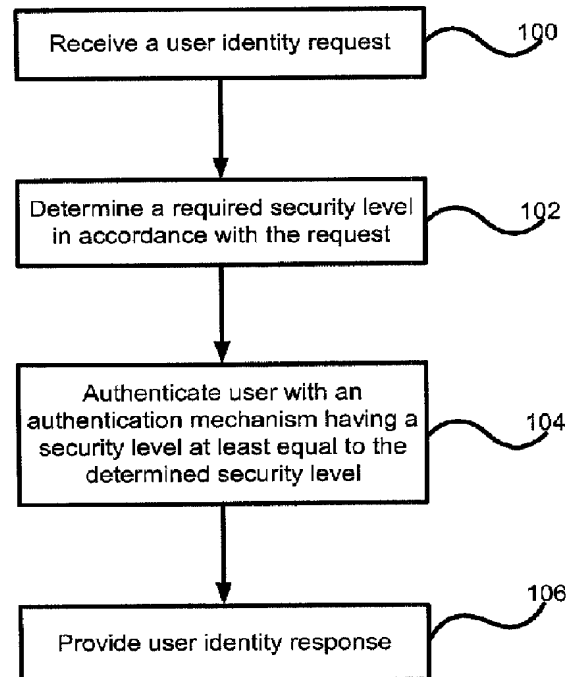 Receive a user identity request
100
Determine a required security level
in accordance with the request
102
Authenticate user with an
authentication mechanism having a
security level at least equal to the
determined security level
104
Provide user identity response
106